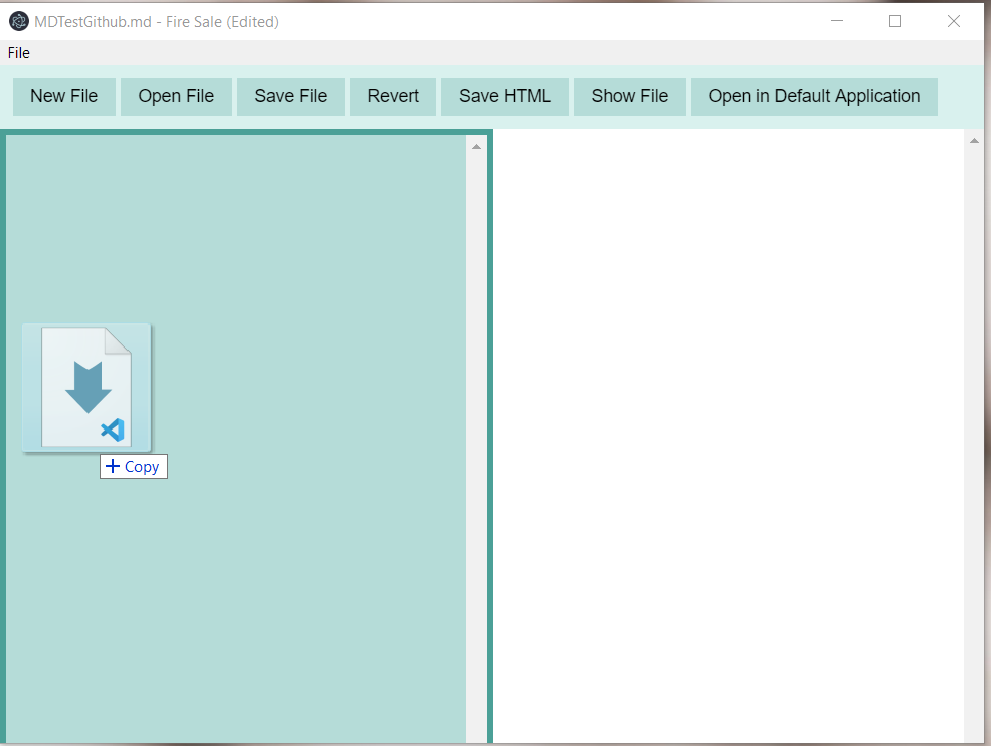 MDTestGithub.md - Fire Sale (Edited)
File
New File Open File Save File Revert Save HTML Show File Open in Default Application
Copy